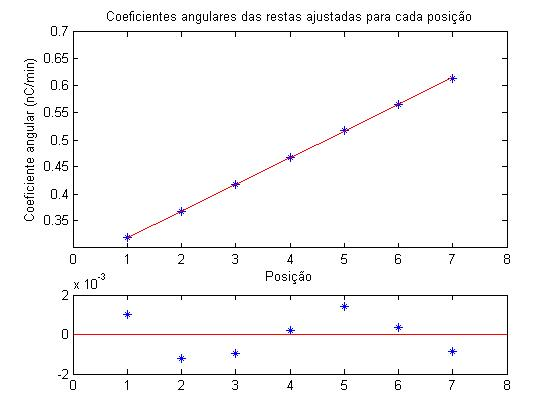 Coeficientes angulares das restas ajustadas para cada posição
Coeficiente angular (nC/min)
0.7
0.65
0.6
0.55
0.5
0.45
0.4
0.35
0 1 2 3 4 5 6 7 8
Posição
x 10⁻³
2
0
-2
0 1 2 3 4 5 6 7 8